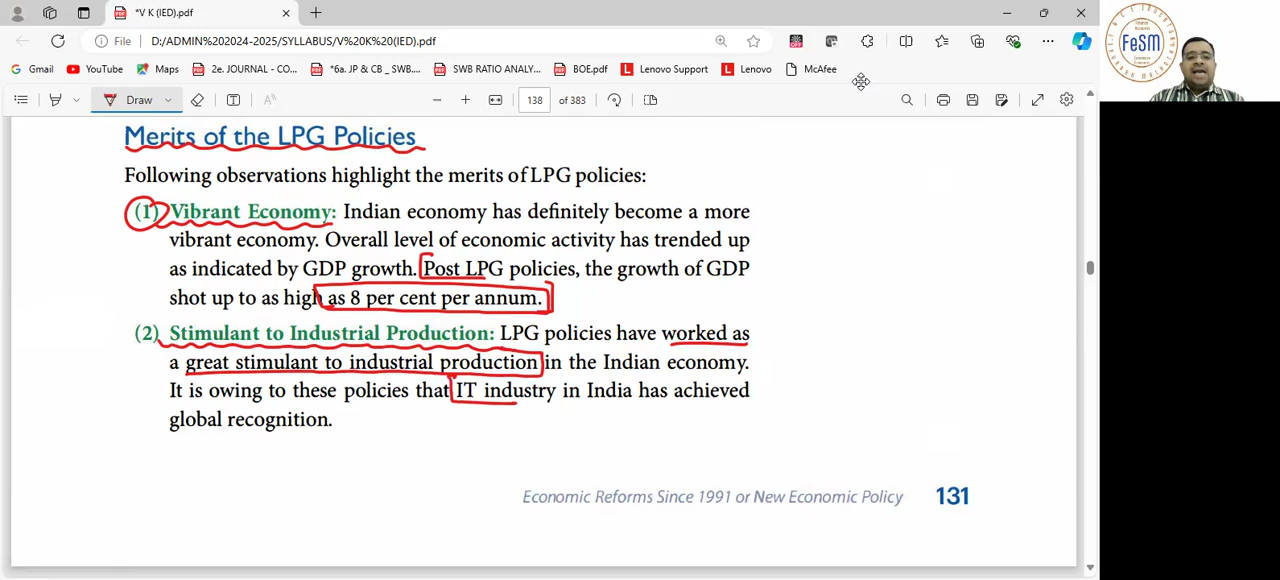 *V K (IED).pdf
File
D:/ADMIN%202024-2025/SYLLABUS/V%20K%20(IED).pdf
Gmail
YouTube
Maps
2e. JOURNAL - CO...
*6a. JP & CB _ SWB....
SWB RATIO ANALY...
BOE.pdf
Lenovo Support
Lenovo
McAfee
Draw
138 of 383
FeSM
Merits of the LPG Policies
Following observations highlight the merits of LPG policies:
(1) Vibrant Economy: Indian economy has definitely become a more
vibrant economy. Overall level of economic activity has trended up
as indicated by GDP growth. Post LPG policies, the growth of GDP
shot up to as high as 8 per cent per annum.
(2) Stimulant to Industrial Production: LPG policies have worked as
a great stimulant to industrial production in the Indian economy.
It is owing to these policies that IT industry in India has achieved
global recognition.
Economic Reforms Since 1991 or New Economic Policy 131